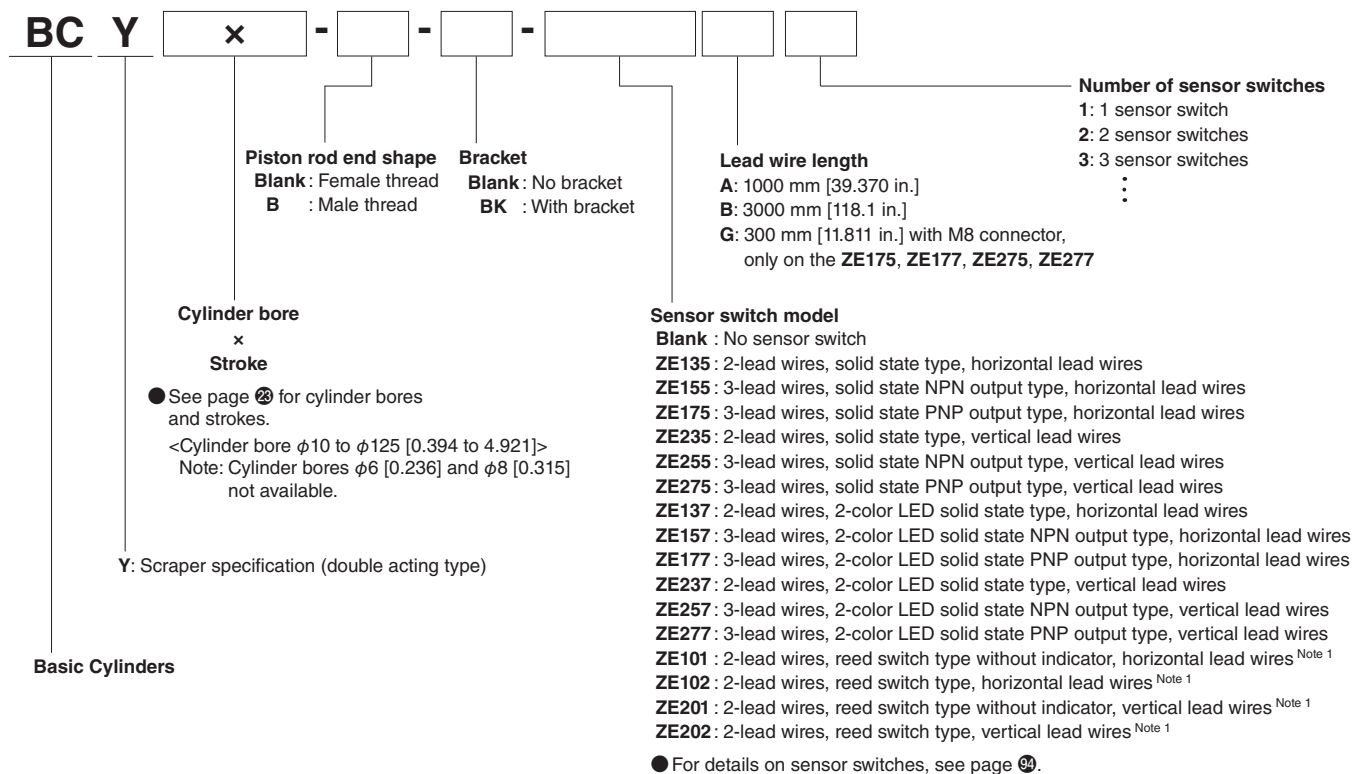 BC Y × - - -
Number of sensor switches
1: 1 sensor switch
2: 2 sensor switches
3: 3 sensor switches
⋮
Piston rod end shape
Blank : Female thread
B : Male thread
Bracket
Blank : No bracket
BK : With bracket
Lead wire length
A: 1000 mm [39.370 in.]
B: 3000 mm [118.1 in.]
G: 300 mm [11.811 in.] with M8 connector,
only on the ZE175, ZE177, ZE275, ZE277
Cylinder bore
×
Stroke
● See page 23 for cylinder bores
and strokes.
<Cylinder bore φ10 to φ125 [0.394 to 4.921]>
Note: Cylinder bores φ6 [0.236] and φ8 [0.315]
not available.
Sensor switch model
Blank : No sensor switch
ZE135 : 2-lead wires, solid state type, horizontal lead wires
ZE155 : 3-lead wires, solid state NPN output type, horizontal lead wires
ZE175 : 3-lead wires, solid state PNP output type, horizontal lead wires
ZE235 : 2-lead wires, solid state type, vertical lead wires
ZE255 : 3-lead wires, solid state NPN output type, vertical lead wires
ZE275 : 3-lead wires, solid state PNP output type, vertical lead wires
ZE137 : 2-lead wires, 2-color LED solid state type, horizontal lead wires
ZE157 : 3-lead wires, 2-color LED solid state NPN output type, horizontal lead wires
ZE177 : 3-lead wires, 2-color LED solid state PNP output type, horizontal lead wires
ZE237 : 2-lead wires, 2-color LED solid state type, vertical lead wires
ZE257 : 3-lead wires, 2-color LED solid state NPN output type, vertical lead wires
ZE277 : 3-lead wires, 2-color LED solid state PNP output type, vertical lead wires
ZE101 : 2-lead wires, reed switch type without indicator, horizontal lead wires Note 1
ZE102 : 2-lead wires, reed switch type, horizontal lead wires Note 1
ZE201 : 2-lead wires, reed switch type without indicator, vertical lead wires Note 1
ZE202 : 2-lead wires, reed switch type, vertical lead wires Note 1
● For details on sensor switches, see page 94.
Y: Scraper specification (double acting type)
Basic Cylinders